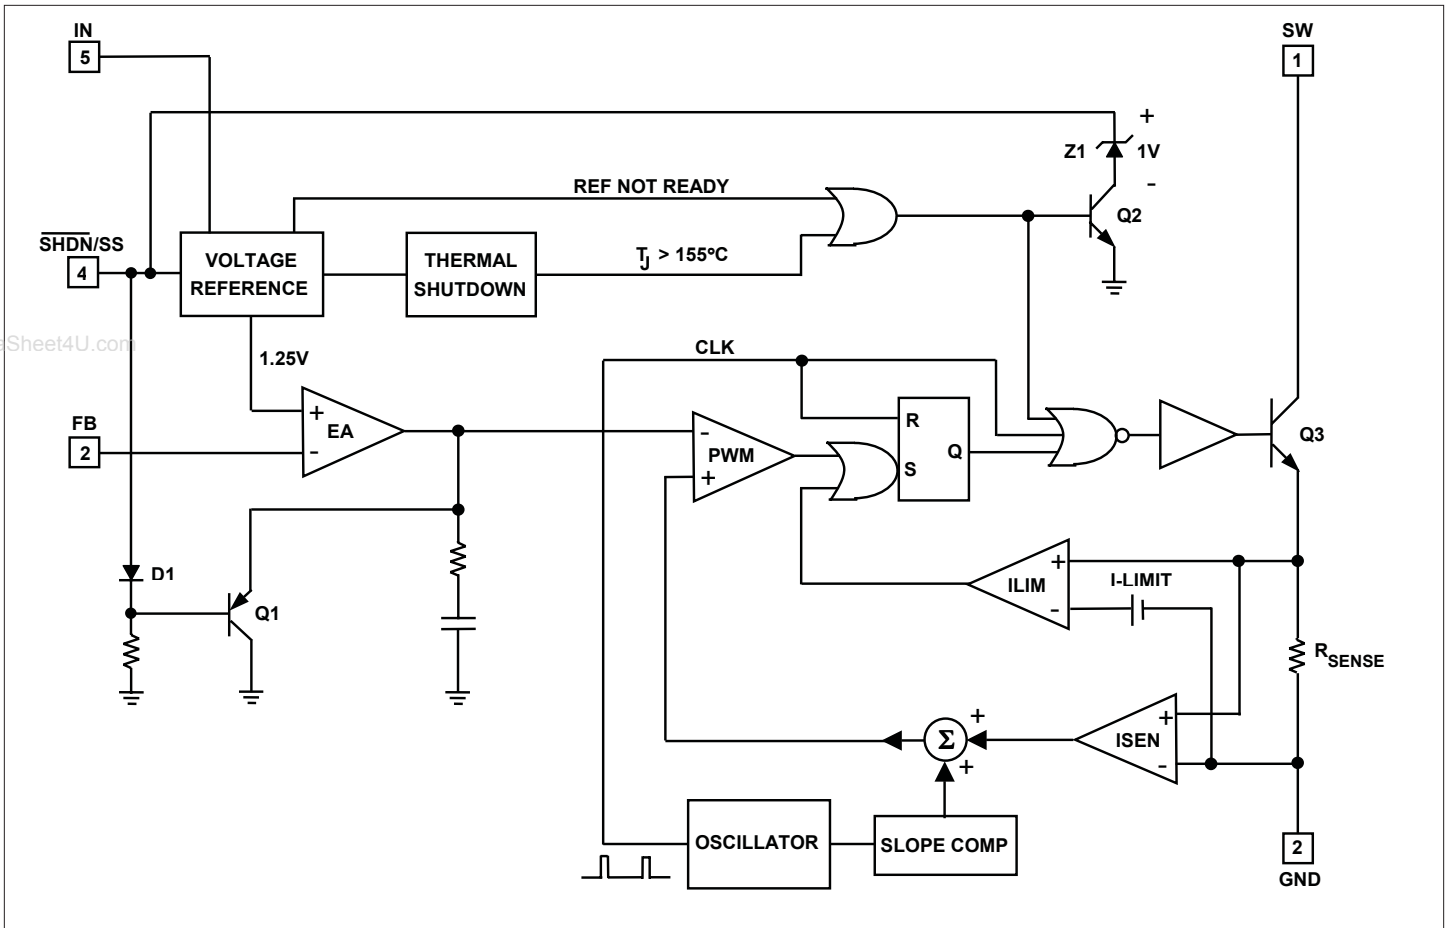 IN
5
SW
1
+
Z1
1V
-
REF NOT READY
Q2
SHDN/SS
4
VOLTAGE
REFERENCE
THERMAL
SHUTDOWN
TJ > 155ºC
eSheet4U.com
1.25V
CLK
FB
2
+
EA
-
-
PWM
+
R
S
Q
Q3
D1
Q1
+
ILIM
-
I-LIMIT
RSENSE
+
ISEN
-
+
Σ
+
OSCILLATOR
SLOPE COMP
2
GND